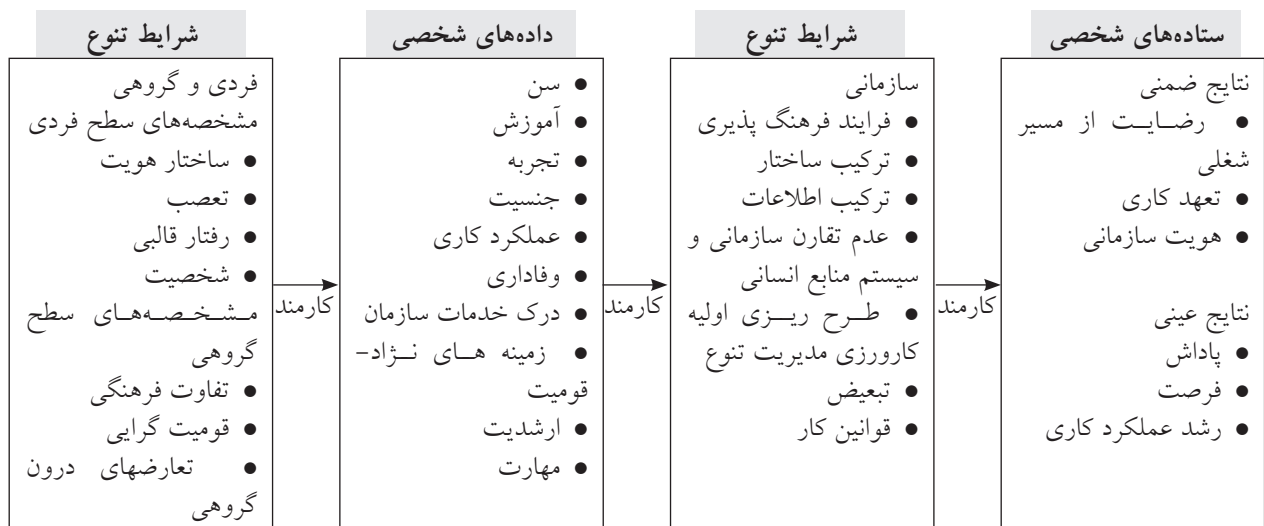 شرایط تنوع
فردی و گروهی
مشخصه‌های سطح فردی
● ساختار هویت
● تعصب
● رفتار قالبی
● شخصیت
مشخصه‌های سطح
گروهی
● تفاوت فرهنگی
● قومیت گرایی
● تعارضهای درون
گروهی
کارمند
داده‌های شخصی
● سن
● آموزش
● تجربه
● جنسیت
● عملکرد کاری
● وفاداری
● درک خدمات سازمان
● زمینه های نژاد-
قومیت
● ارشدیت
● مهارت
کارمند
شرایط تنوع
سازمانی
● فرایند فرهنگ پذیری
● ترکیب ساختار
● ترکیب اطلاعات
● عدم تقارن سازمانی و
سیستم منابع انسانی
● طرح ریزی اولیه
کارورزی مدیریت تنوع
● تبعیض
● قوانین کار
کارمند
ستاده‌های شخصی
نتایج ضمنی
● رضایت از مسیر
شغلی
● تعهد کاری
● هویت سازمانی
نتایج عینی
● پاداش
● فرصت
● رشد عملکرد کاری